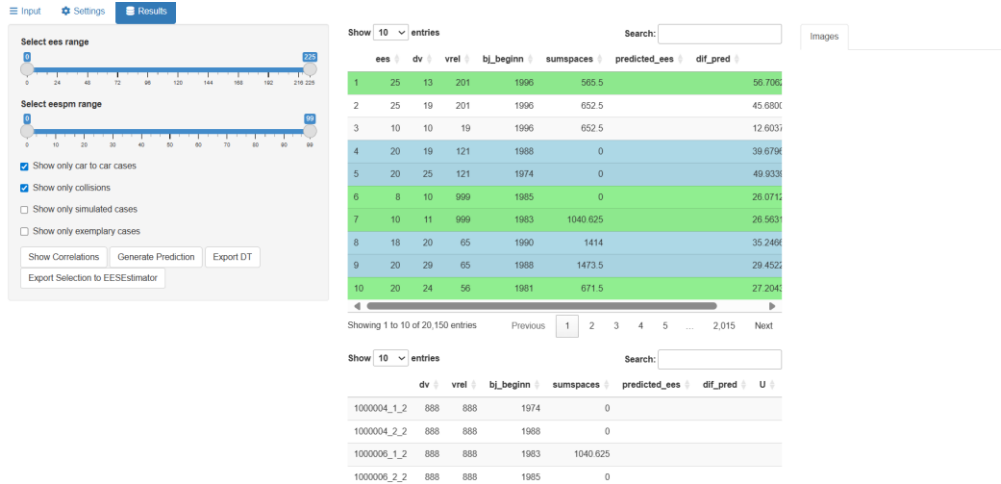 Input Settings Results
Select ees range
0 225
0 24 48 72 96 120 144 168 192 216 225
Select eespm range
0 99
0 10 20 30 40 50 60 70 80 90 99
Show only car to car cases
Show only collisions
Show only simulated cases
Show only exemplary cases
Show Correlations Generate Prediction Export DT
Export Selection to EESEstimator
Show 10 entries Search:
ees dv vrel bj_beginn sumspaces predicted_ees dif_pred
1 25 13 201 1996 565.5 56.7062
2 25 19 201 1996 652.5 45.6800
3 10 10 19 1996 652.5 12.6037
4 20 19 121 1988 0 39.6796
5 20 25 121 1974 0 49.9339
6 8 10 999 1985 0 26.0712
7 10 11 999 1983 1040.625 26.5631
8 18 20 65 1990 1414 35.2466
9 20 29 65 1988 1473.5 29.4522
10 20 24 56 1981 671.5 27.2043
Showing 1 to 10 of 20,150 entries Previous 1 2 3 4 5 ... 2,015 Next
Show 10 entries Search:
dv vrel bj_beginn sumspaces predicted_ees dif_pred U
1000004_1_2 888 888 1974 0
1000004_2_2 888 888 1988 0
1000006_1_2 888 888 1983 1040.625
1000006_2_2 888 888 1985 0
Images